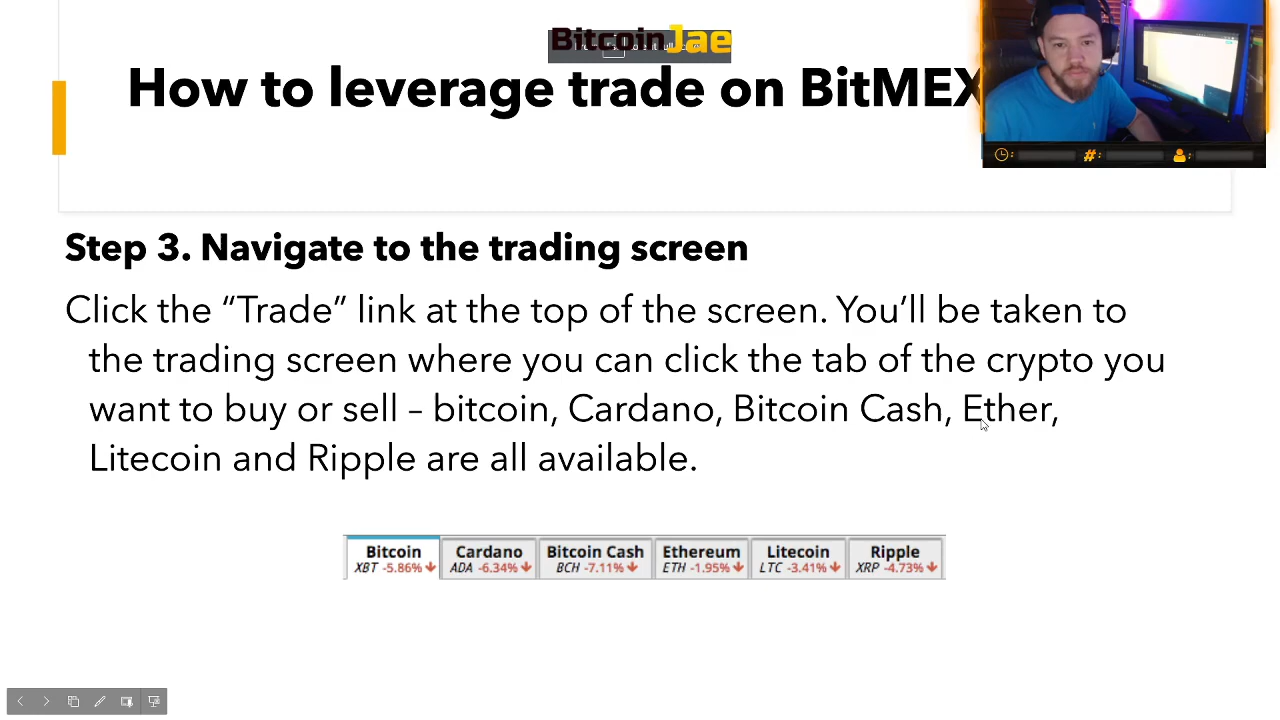 BitcoinJae
How to leverage trade on BitMEX
Step 3. Navigate to the trading screen
Click the “Trade” link at the top of the screen. You’ll be taken to
the trading screen where you can click the tab of the crypto you
want to buy or sell – bitcoin, Cardano, Bitcoin Cash, Ether,
Litecoin and Ripple are all available.
Bitcoin Cardano Bitcoin Cash Ethereum Litecoin Ripple
XBT -5.86% ADA -6.34% BCH -7.11% ETH -1.95% LTC -3.41% XRP -4.73%